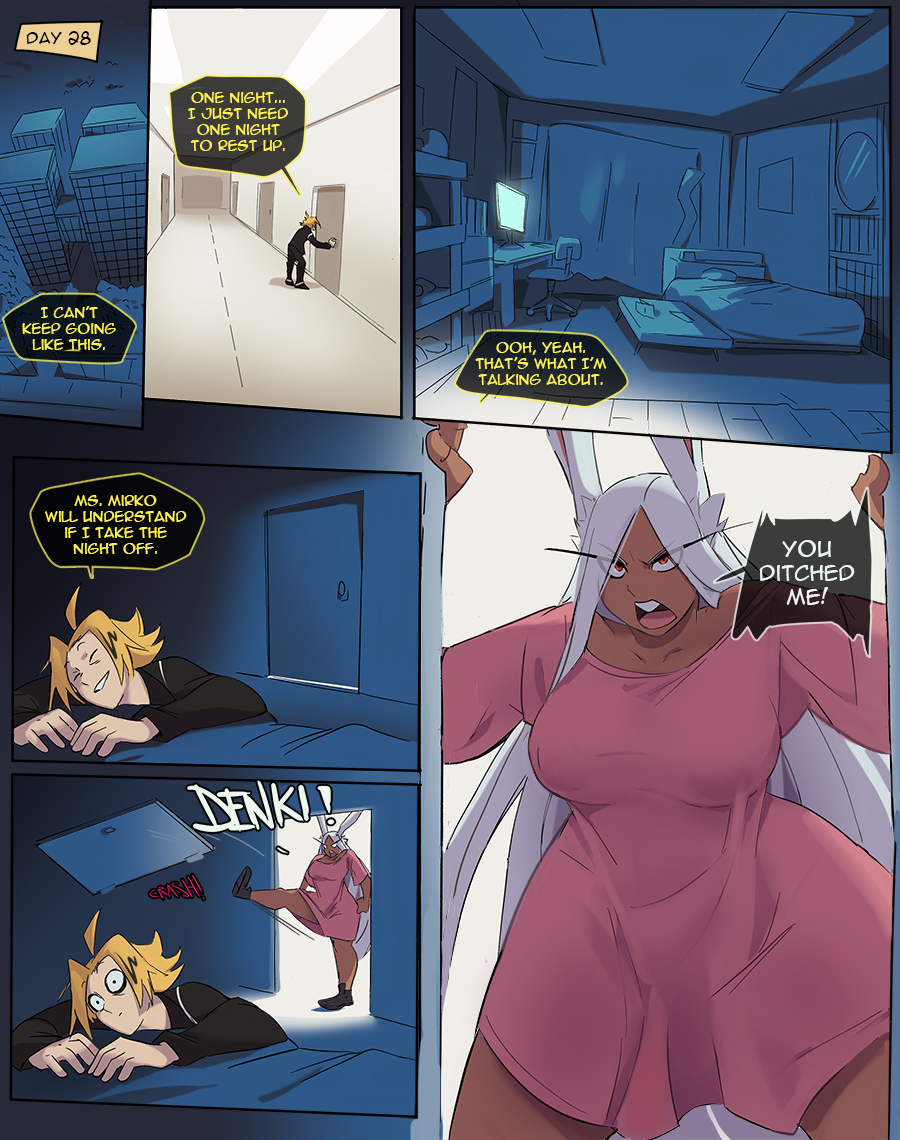 DAY 28
I CAN'T
KEEP GOING
LIKE THIS.
ONE NIGHT...
I JUST NEED
ONE NIGHT
TO REST UP.
OOH, YEAH.
THAT'S WHAT I'M
TALKING ABOUT.
MS. MIRKO
WILL UNDERSTAND
IF I TAKE THE
NIGHT OFF.
DENKI!
CRASH!
YOU
DITCHED
ME!